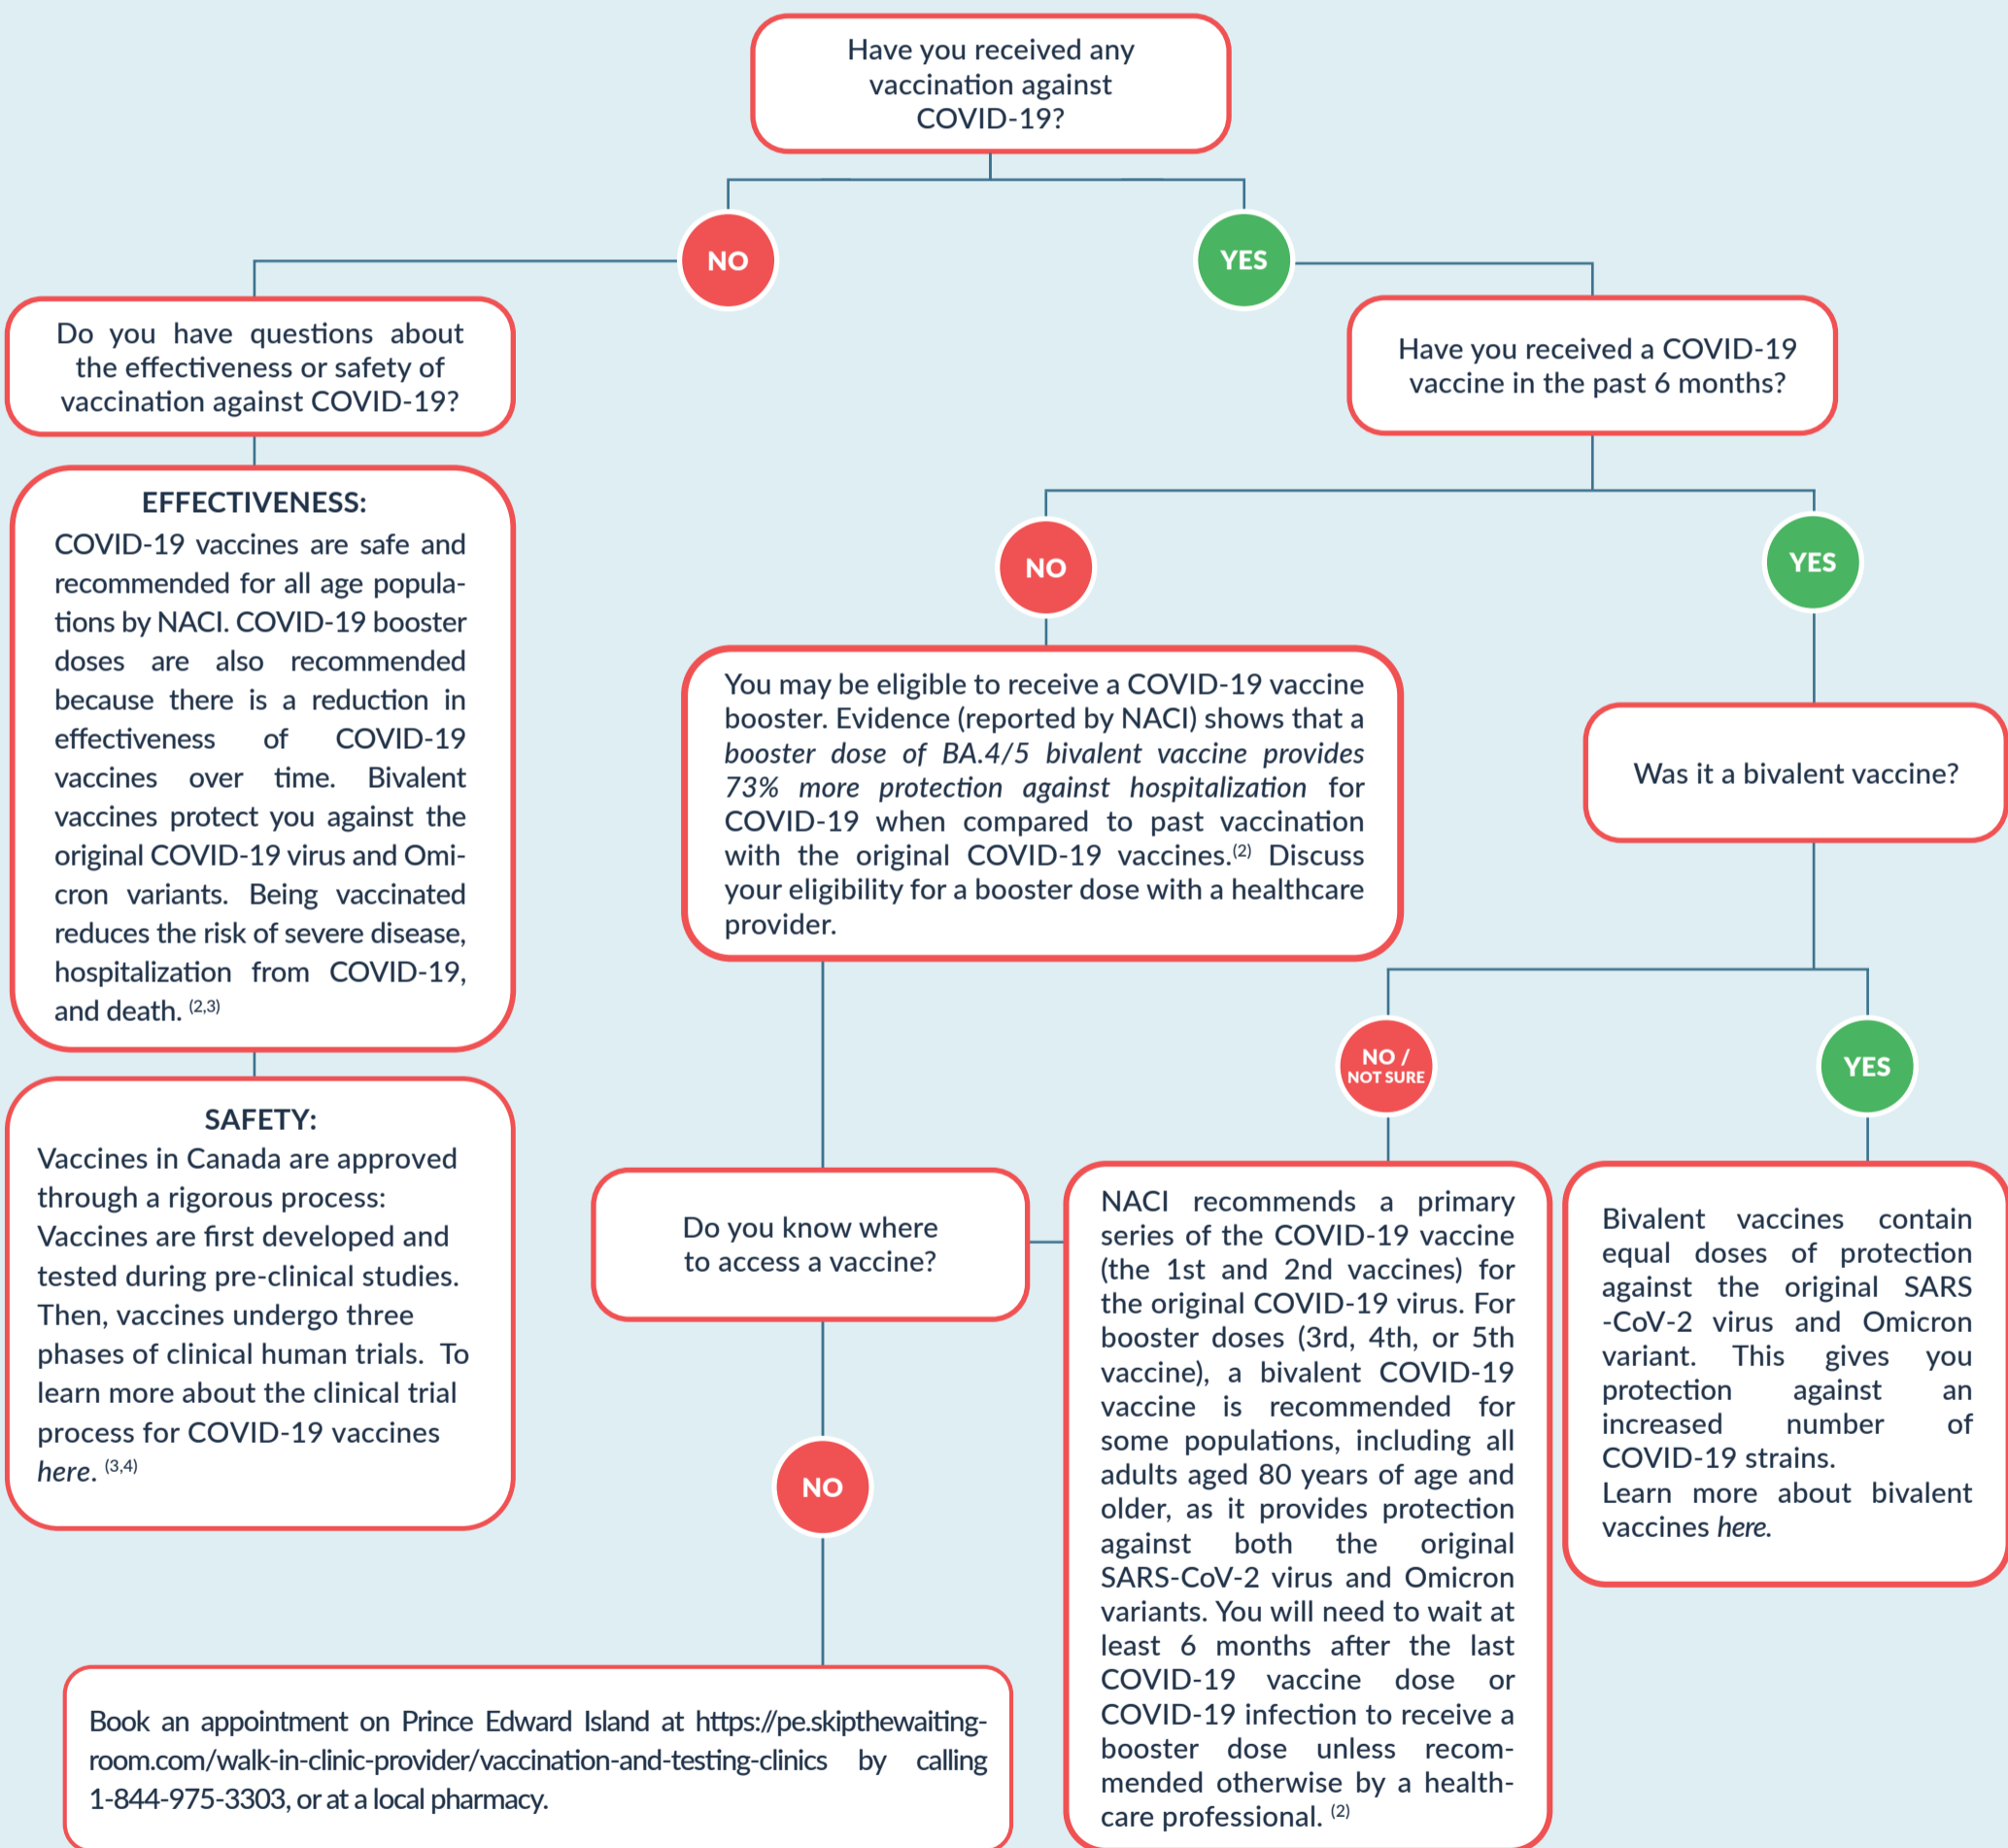 Have you received any
vaccination against
COVID-19?
NO
YES
Do you have questions about
the effectiveness or safety of
vaccination against COVID-19?
Have you received a COVID-19
vaccine in the past 6 months?
EFFECTIVENESS:
COVID-19 vaccines are safe and
recommended for all age popula-
tions by NACI. COVID-19 booster
doses are also recommended
because there is a reduction in
effectiveness of COVID-19
vaccines over time. Bivalent
vaccines protect you against the
original COVID-19 virus and Omi-
cron variants. Being vaccinated
reduces the risk of severe disease,
hospitalization from COVID-19,
and death. (2,3)
NO
YES
You may be eligible to receive a COVID-19 vaccine
booster. Evidence (reported by NACI) shows that a
booster dose of BA.4/5 bivalent vaccine provides
73% more protection against hospitalization for
COVID-19 when compared to past vaccination
with the original COVID-19 vaccines.(2) Discuss
your eligibility for a booster dose with a healthcare
provider.
Was it a bivalent vaccine?
NO /
NOT SURE
YES
SAFETY:
Vaccines in Canada are approved
through a rigorous process:
Vaccines are first developed and
tested during pre-clinical studies.
Then, vaccines undergo three
phases of clinical human trials. To
learn more about the clinical trial
process for COVID-19 vaccines
here. (3,4)
Do you know where
to access a vaccine?
NACI recommends a primary
series of the COVID-19 vaccine
(the 1st and 2nd vaccines) for
the original COVID-19 virus. For
booster doses (3rd, 4th, or 5th
vaccine), a bivalent COVID-19
vaccine is recommended for
some populations, including all
adults aged 80 years of age and
older, as it provides protection
against both the original
SARS-CoV-2 virus and Omicron
variants. You will need to wait at
least 6 months after the last
COVID-19 vaccine dose or
COVID-19 infection to receive a
booster dose unless recom-
mended otherwise by a health-
care professional. (2)
Bivalent vaccines contain
equal doses of protection
against the original SARS
-CoV-2 virus and Omicron
variant. This gives you
protection against an
increased number of
COVID-19 strains.
Learn more about bivalent
vaccines here.
NO
Book an appointment on Prince Edward Island at https://pe.skipthewaiting-
room.com/walk-in-clinic-provider/vaccination-and-testing-clinics by calling
1-844-975-3303, or at a local pharmacy.